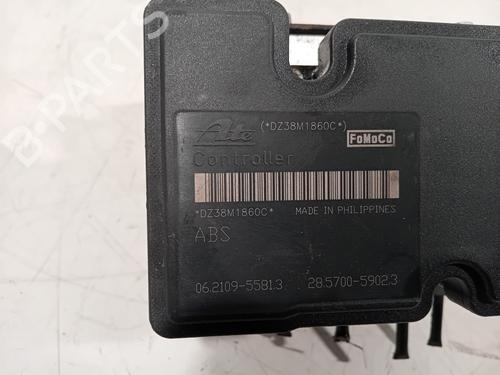 Ate (*DZ38M1860C*)
FoMoCo
Controller
*DZ38M1860C* MADE IN PHILIPPINES
ABS
06.2109-5581.3 28.5700-5902.3
B-PARTS